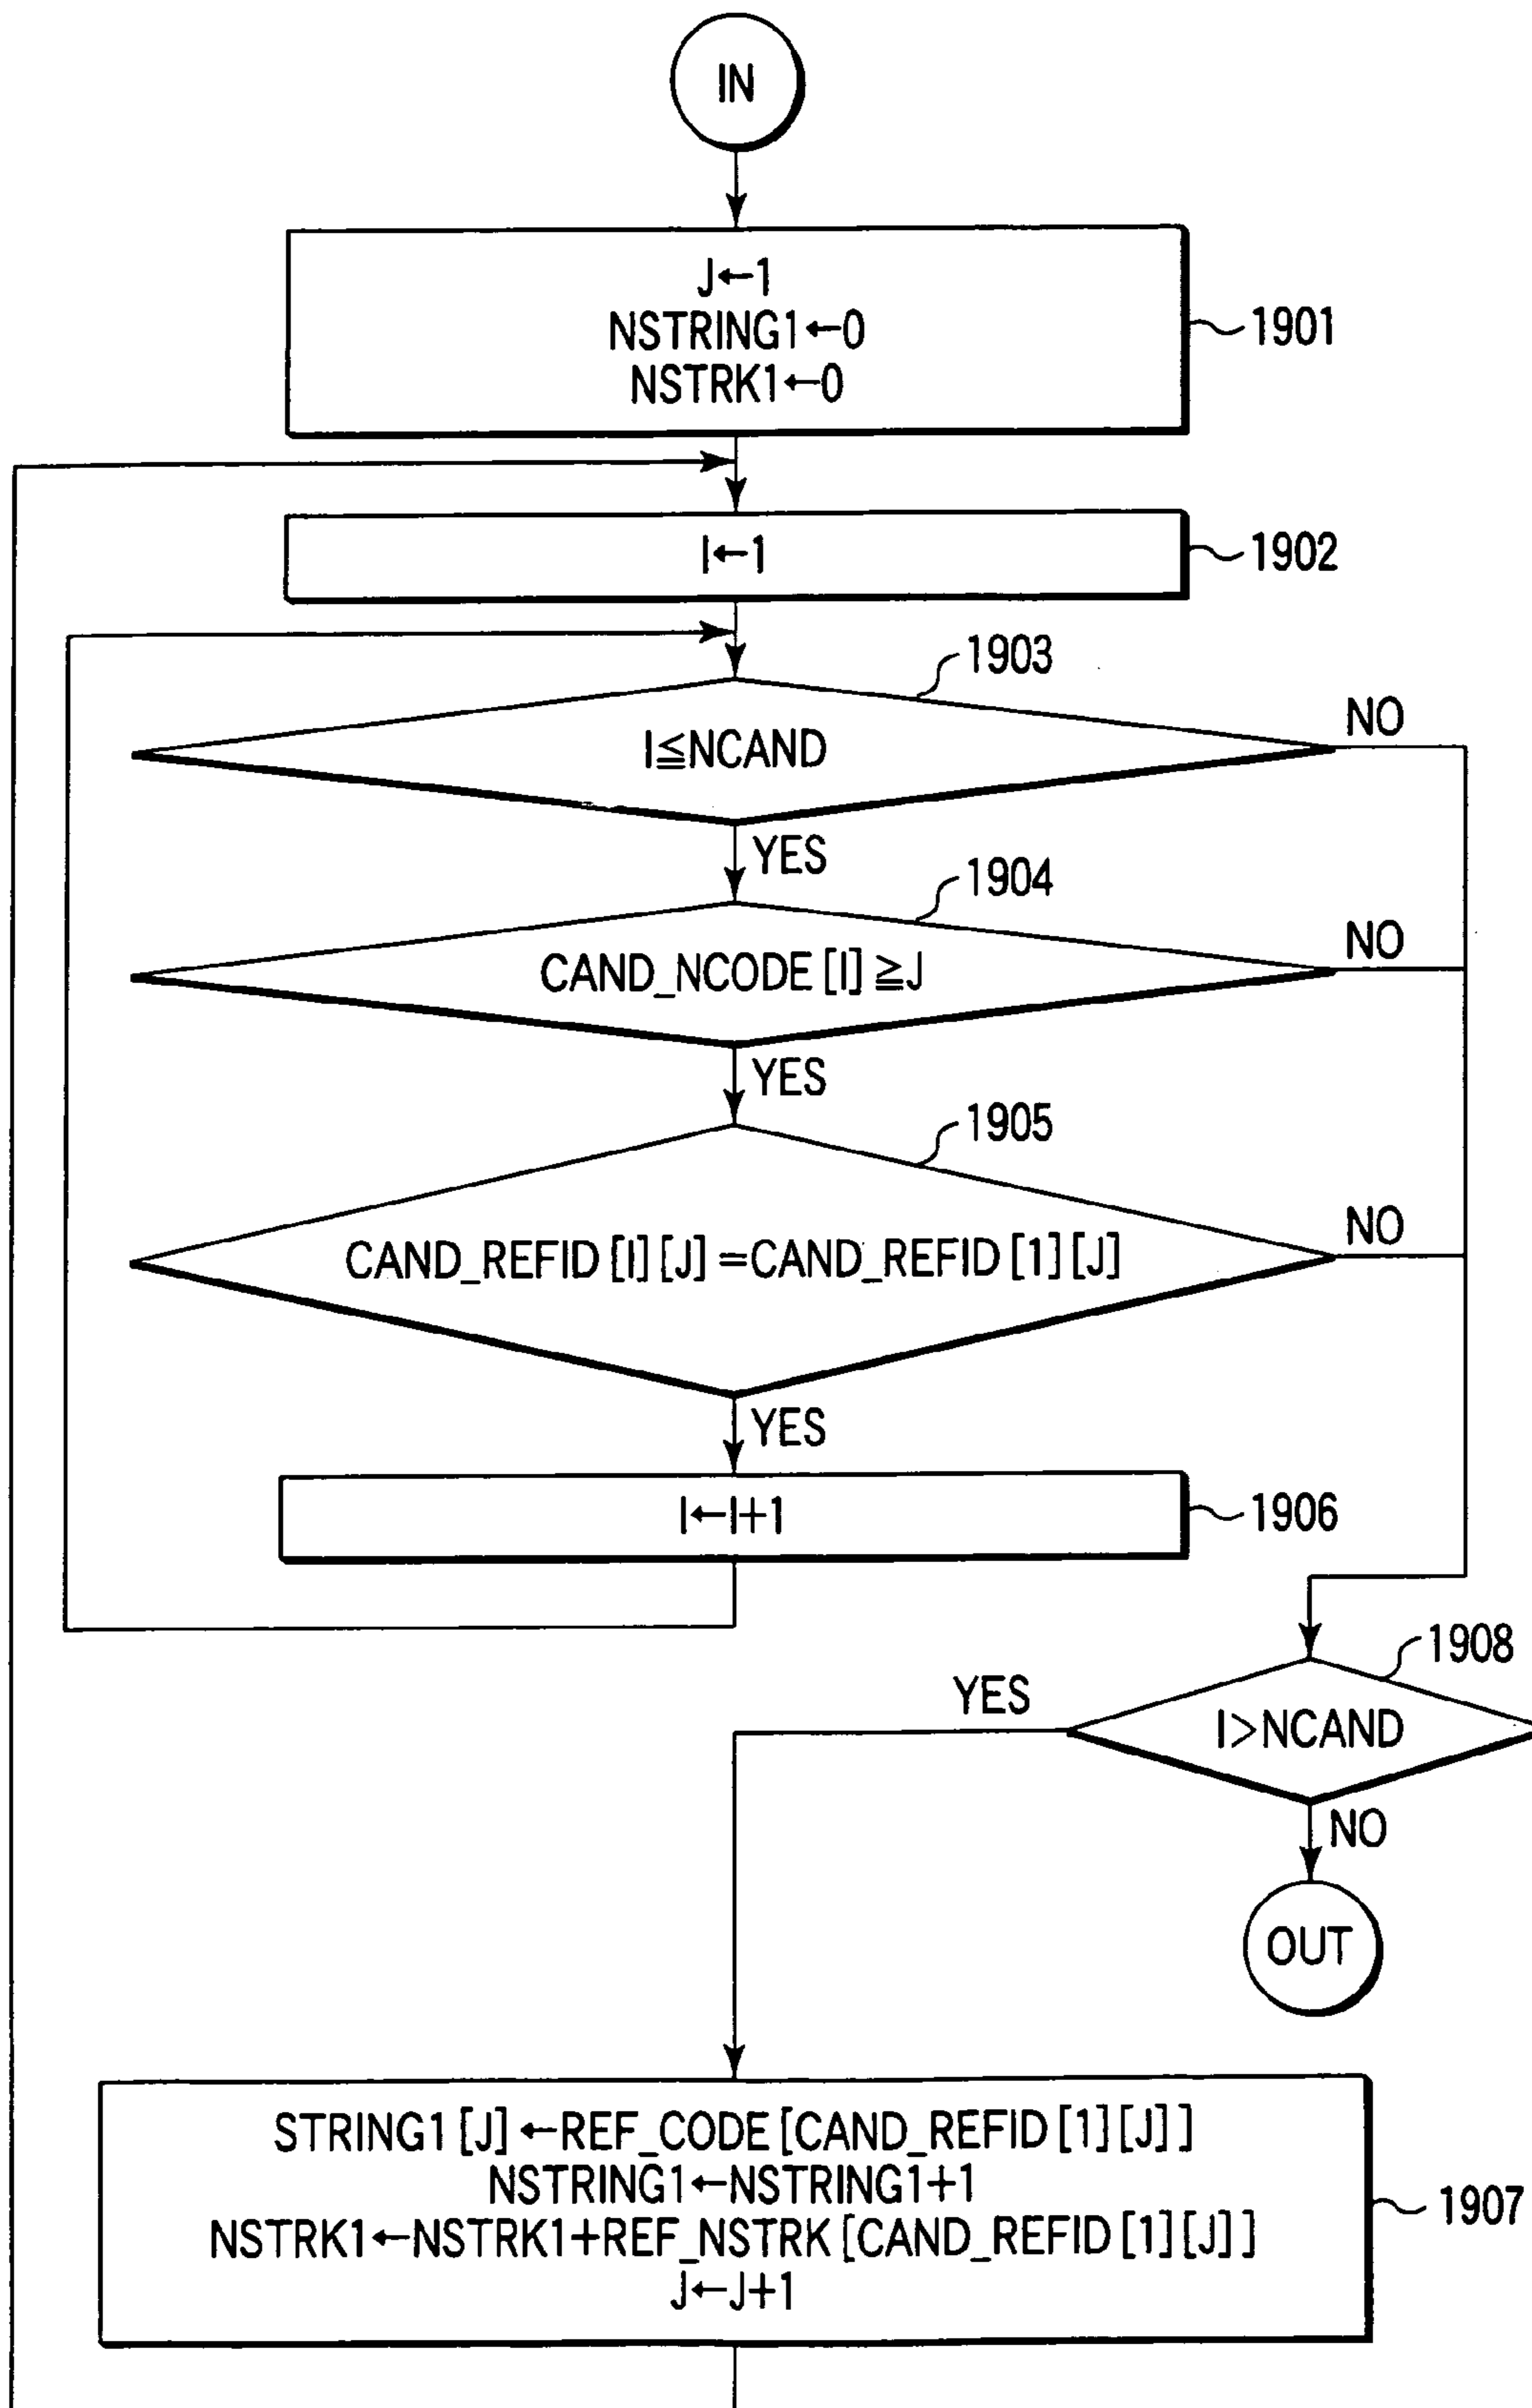 IN
J←1
NSTRING1←0
NSTRK1←0
1901
I←1
1902
1903
I≦NCAND
NO
YES
1904
CAND_NCODE[I]≧J
NO
YES
1905
CAND_REFID[I][J]=CAND_REFID[1][J]
NO
YES
I←I+1
1906
1908
YES
I>NCAND
NO
OUT
STRING1[J]←REF_CODE[CAND_REFID[1][J]]
NSTRING1←NSTRING1+1
NSTRK1←NSTRK1+REF_NSTRK[CAND_REFID[1][J]]
J←J+1
1907